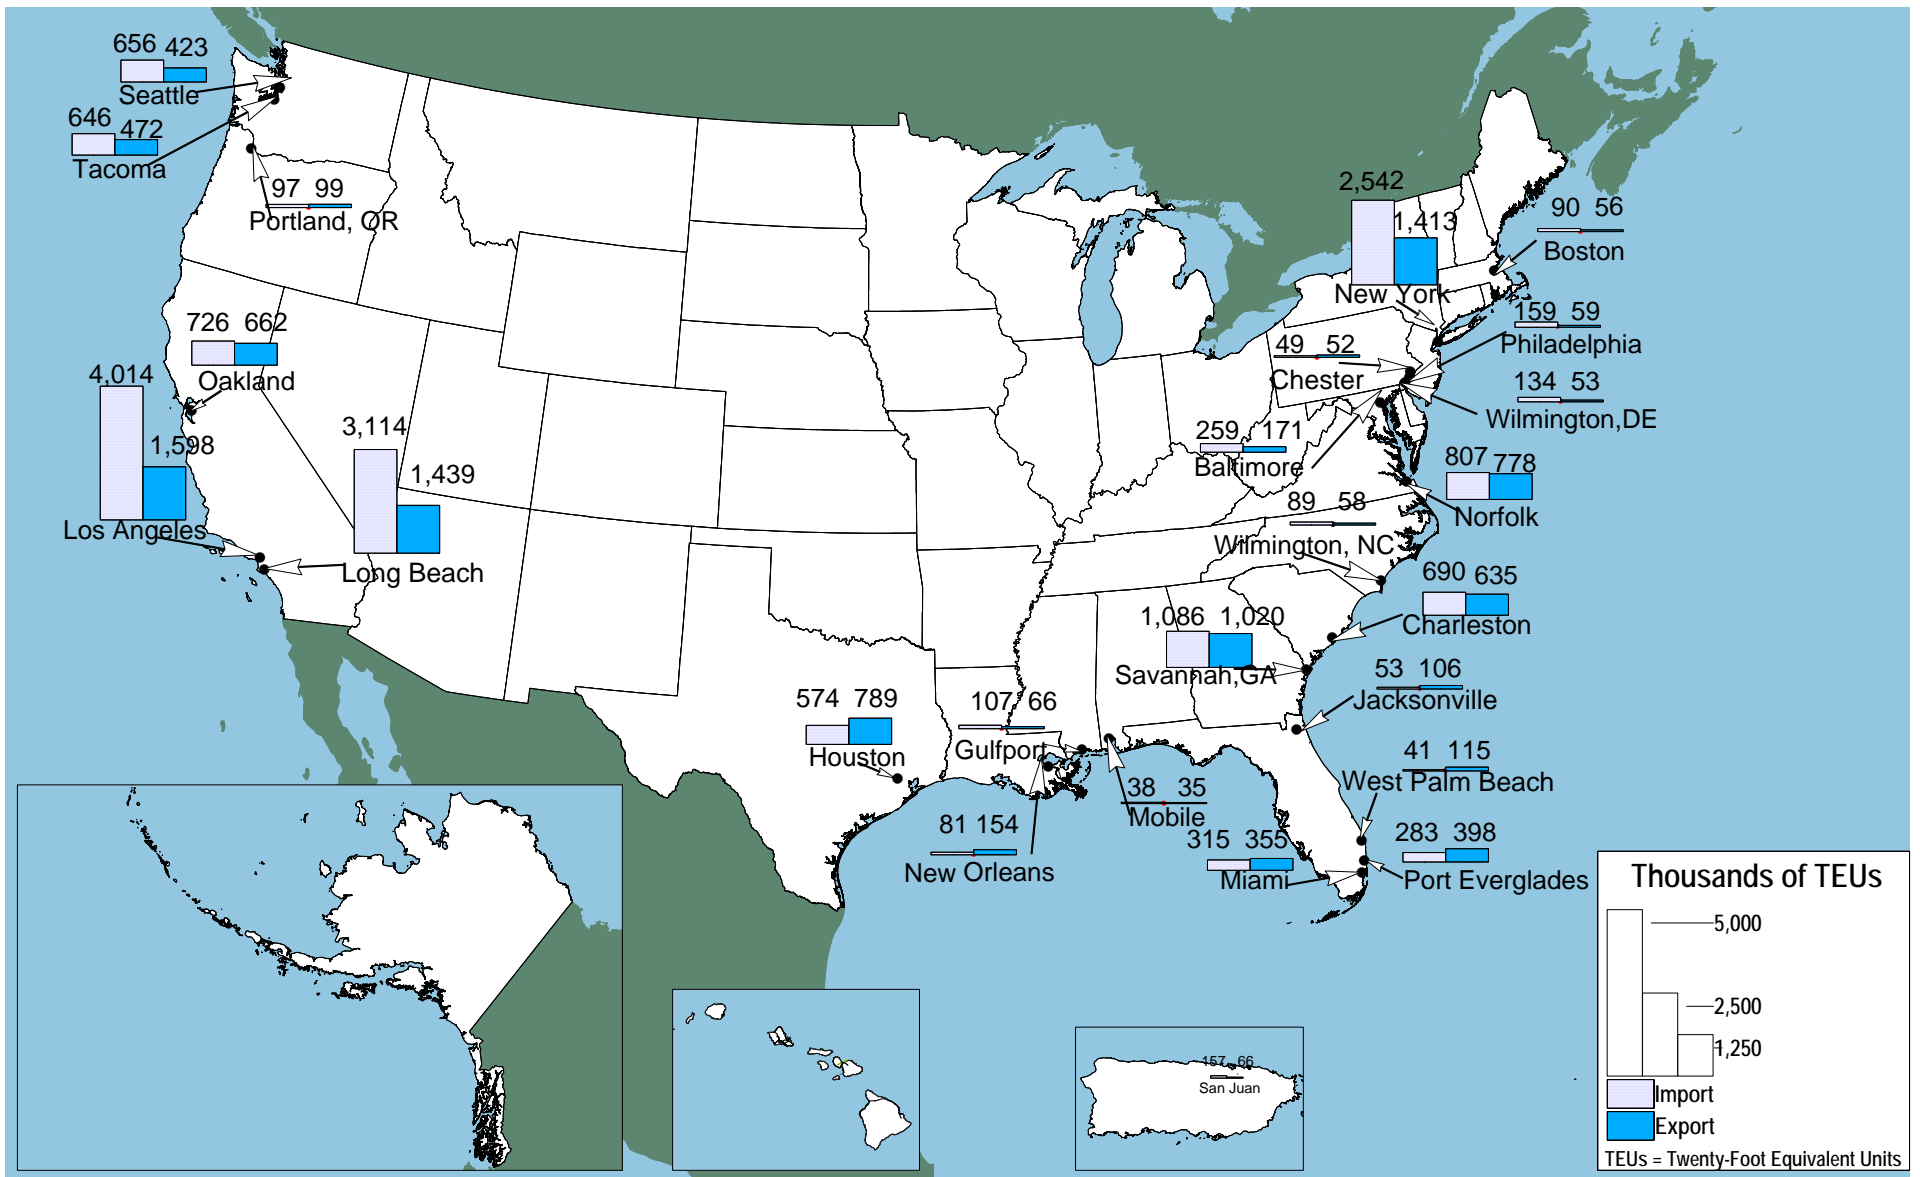 656 423
Seattle
646 472
Tacoma
97 99
Portland, OR
726 662
Oakland
4,014
1,598
Los Angeles
3,114
1,439
Long Beach
2,542
1,413
New York
90 56
Boston
159 59
Philadelphia
49 52
Chester
134 53
Wilmington,DE
259 171
Baltimore
807 778
Norfolk
89 58
Wilmington, NC
690 635
Charleston
1,086 1,020
Savannah,GA
53 106
Jacksonville
574 789
Houston
107 66
Gulfport
41 115
West Palm Beach
38 35
Mobile
81 154
New Orleans
315 355
Miami
283 398
Port Everglades
157 66
San Juan
Thousands of TEUs
5,000
2,500
1,250
Import
Export
TEUs = Twenty-Foot Equivalent Units